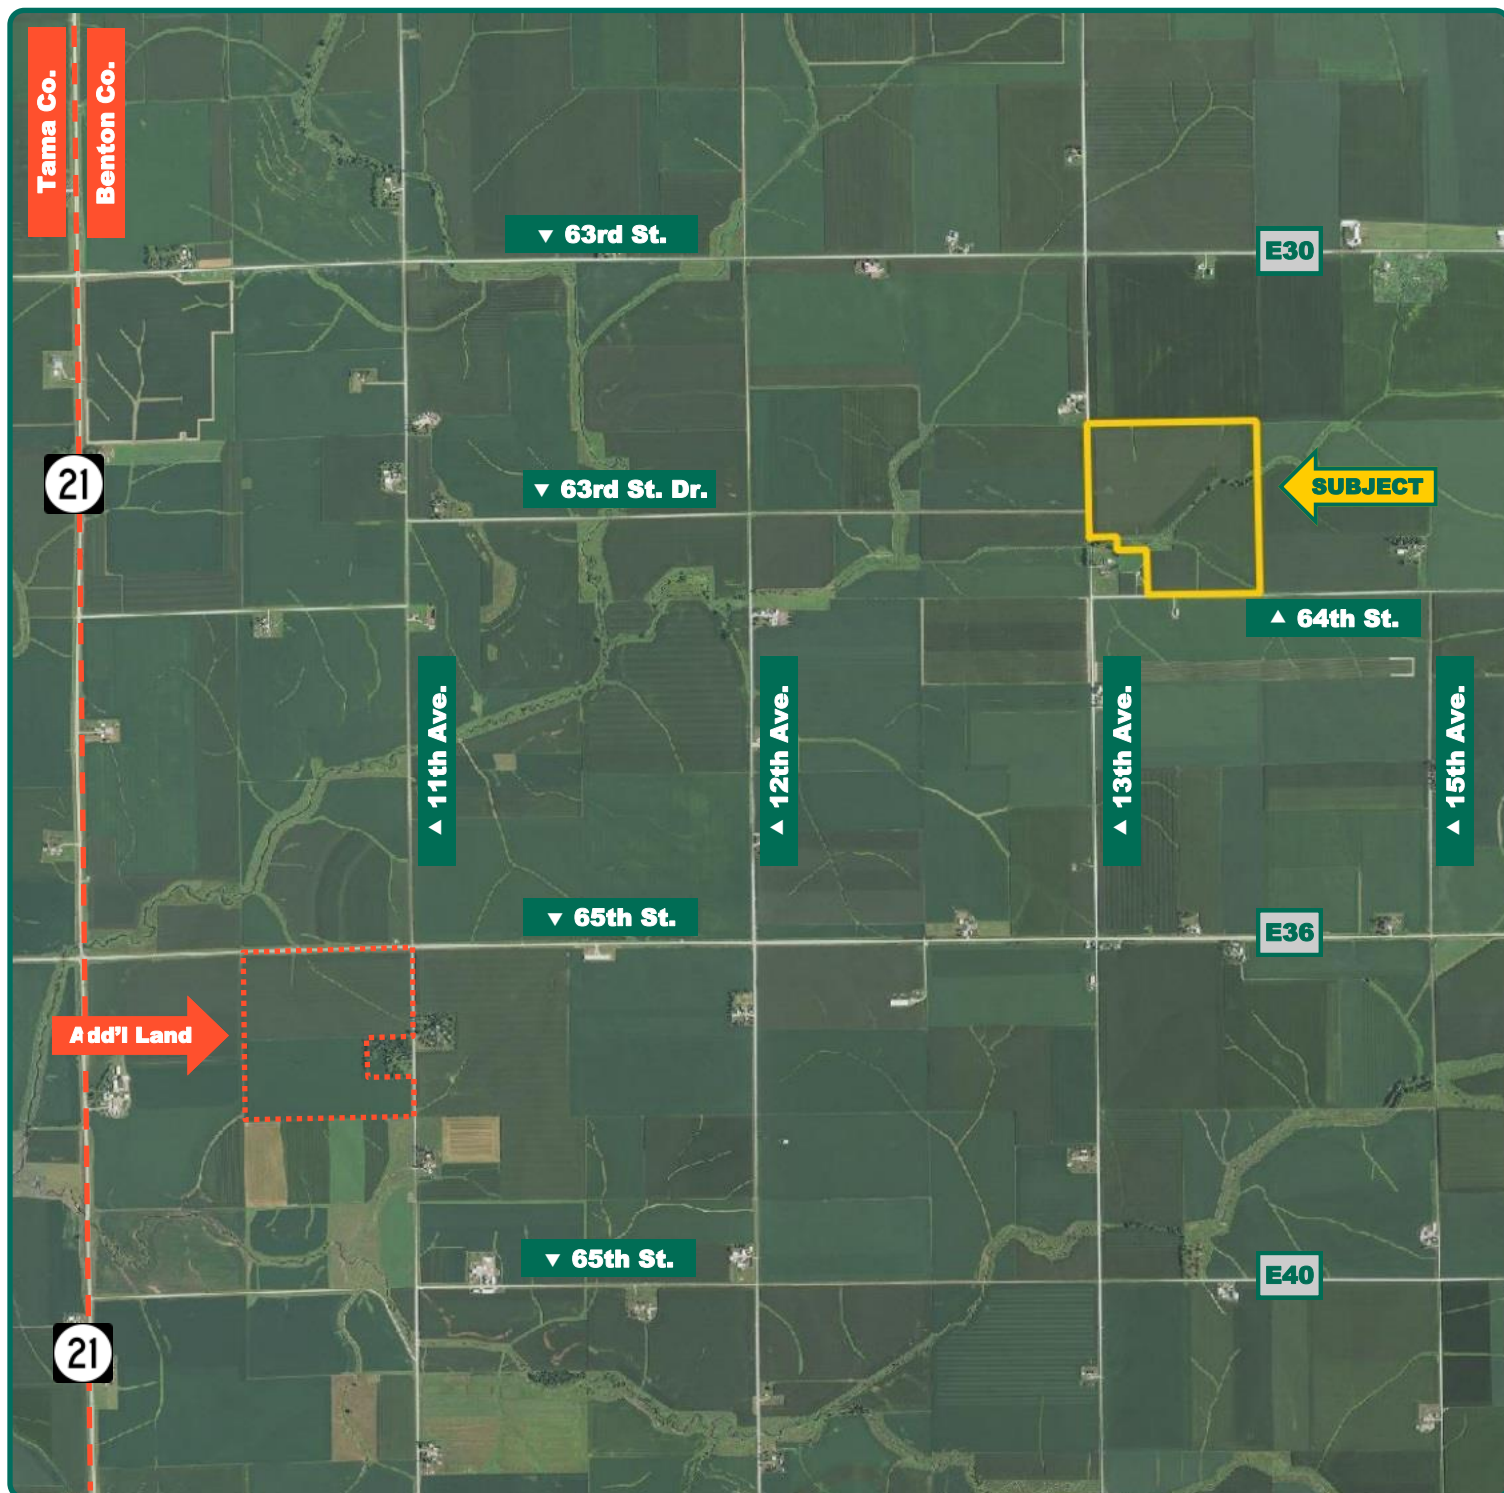 Tama Co.
Benton Co.
▼ 63rd St.
E30
21
▼ 63rd St. Dr.
SUBJECT
▲ 64th St.
▲ 11th Ave.
▲ 12th Ave.
▲ 13th Ave.
▲ 15th Ave.
▼ 65th St.
E36
Add'l Land
▼ 65th St.
E40
21